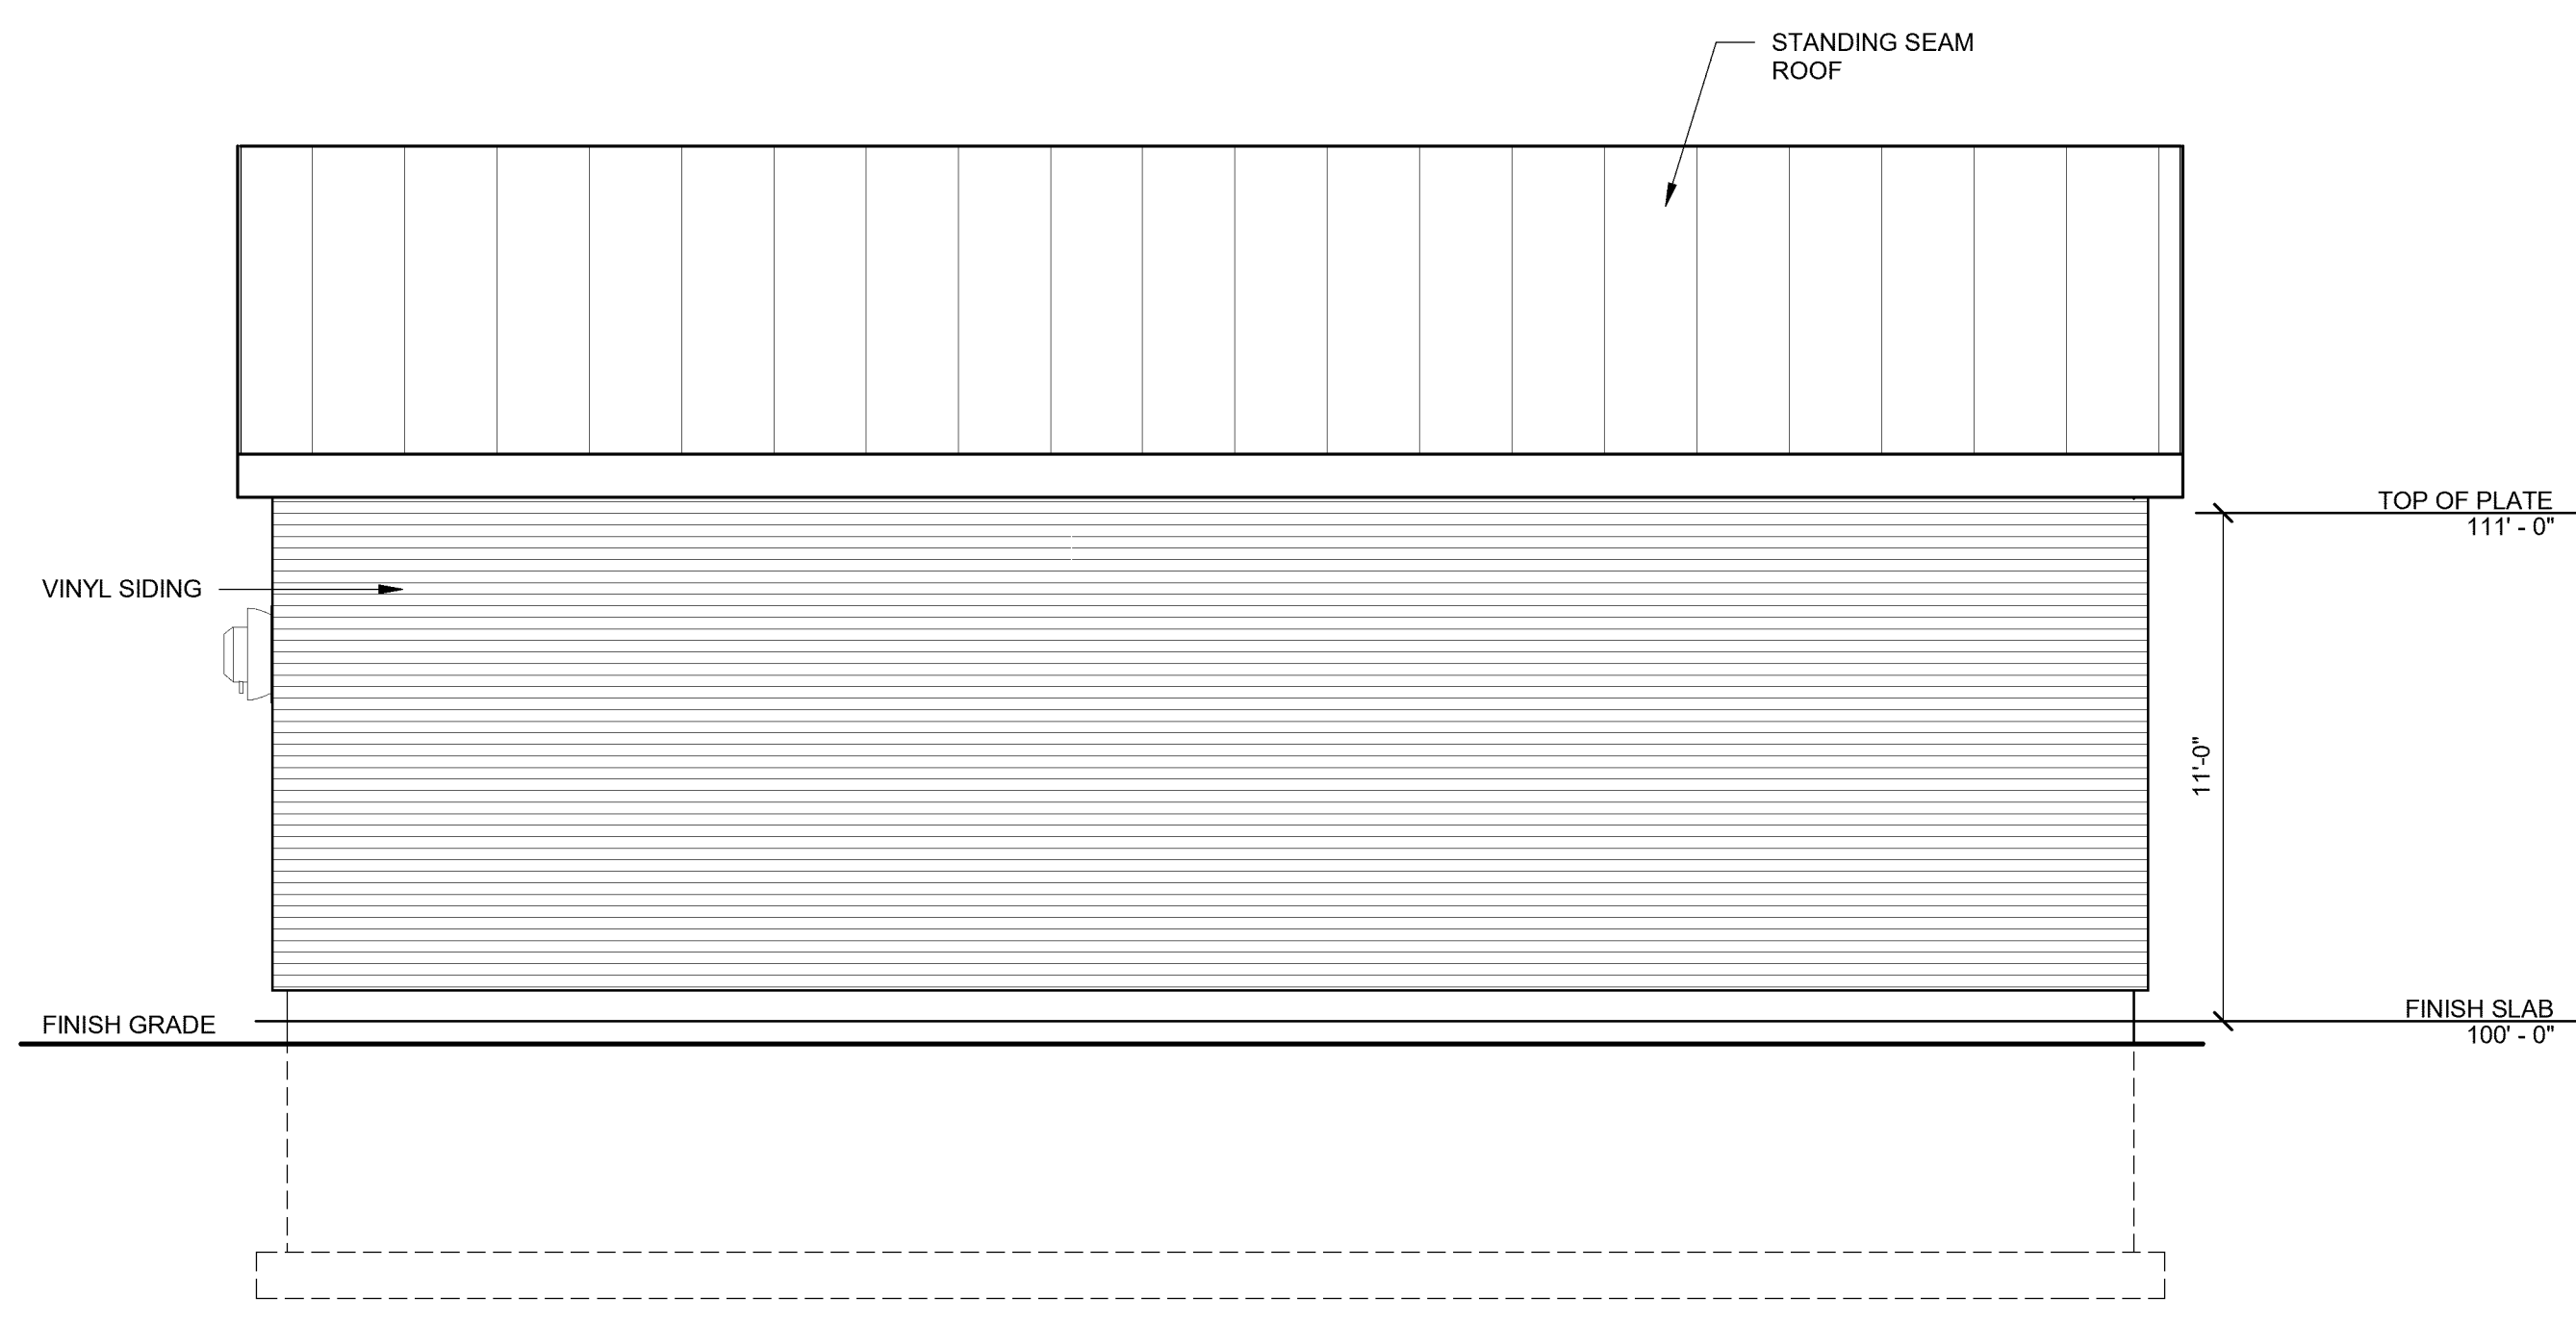 STANDING SEAM
ROOF
TOP OF PLATE
111' - 0"
VINYL SIDING
11'-0"
FINISH GRADE
FINISH SLAB
100' - 0"